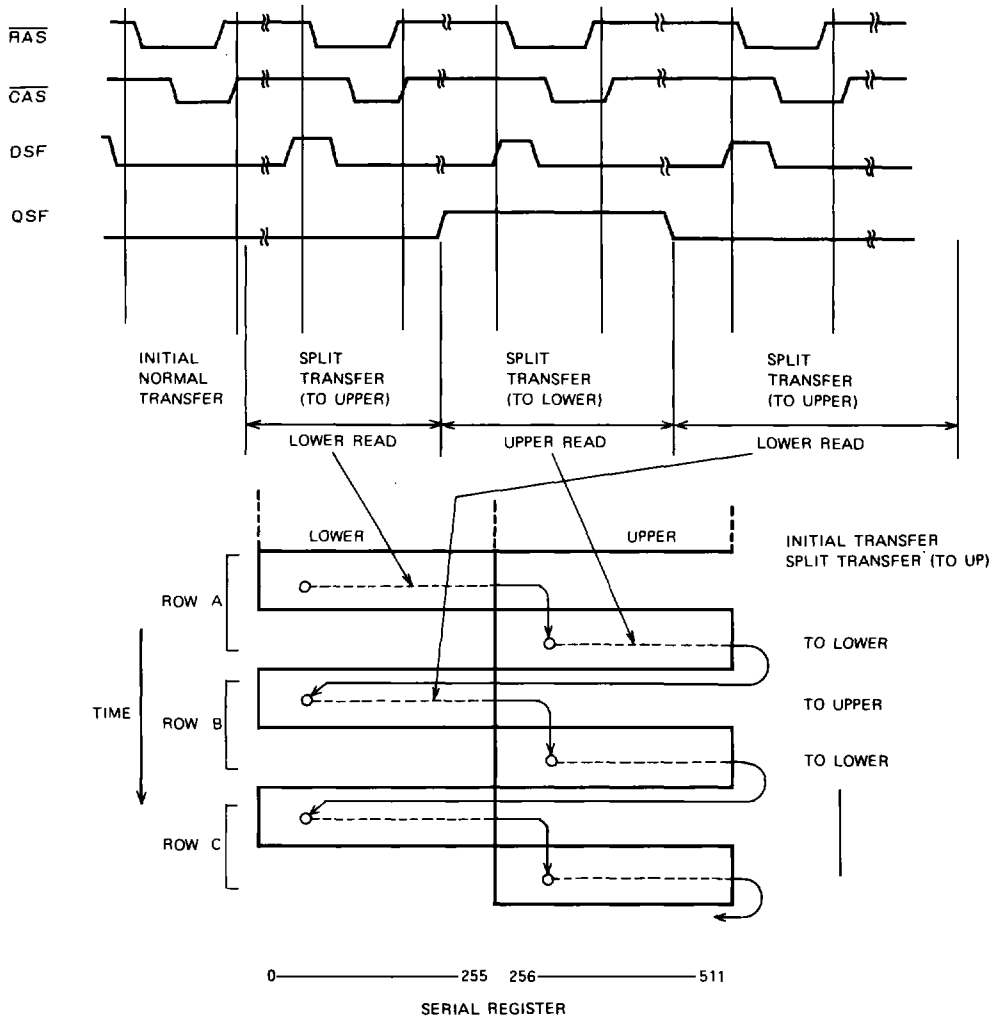 RAS
CAS
DSF
QSF
INITIAL
NORMAL
TRANSFER
SPLIT
TRANSFER
(TO UPPER)
SPLIT
TRANSFER
(TO LOWER)
SPLIT
TRANSFER
(TO UPPER)
LOWER READ
UPPER READ
LOWER READ
LOWER
UPPER
INITIAL TRANSFER
SPLIT TRANSFER (TO UP)
ROW A
TO LOWER
TIME
ROW B
TO UPPER
TO LOWER
ROW C
0 255 256 511
SERIAL REGISTER